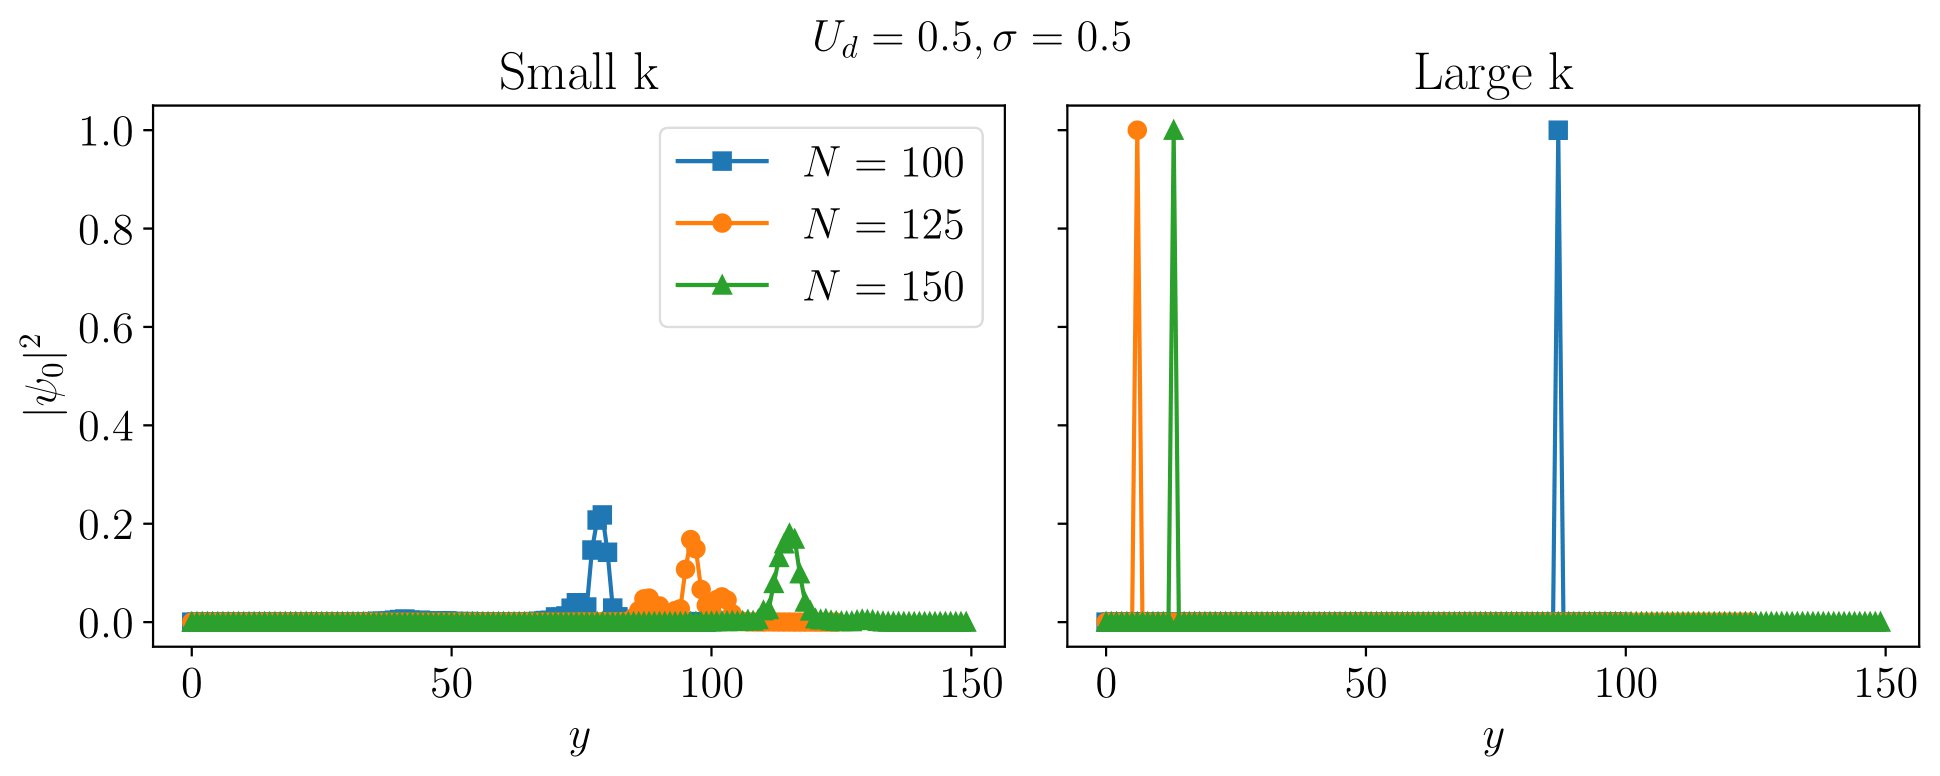 U_d = 0.5, σ = 0.5
Small k
Large k
1.0
0.8
0.6
0.4
0.2
0.0
|ψ₀|²
N = 100
N = 125
N = 150
0 50 100 150
0 50 100 150
y
y